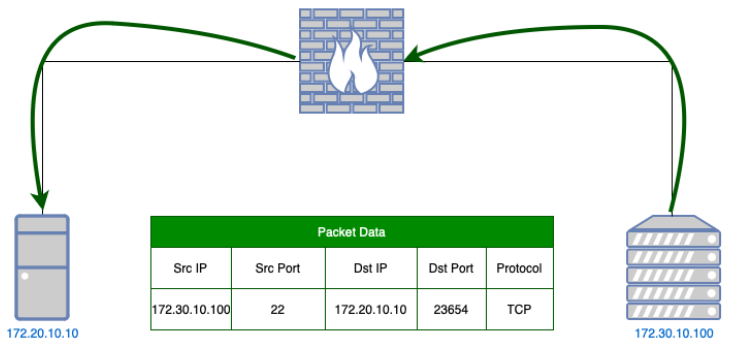 Packet Data
Src IP Src Port Dst IP Dst Port Protocol
172.30.10.100 22 172.20.10.10 23654 TCP
172.20.10.10 172.30.10.100